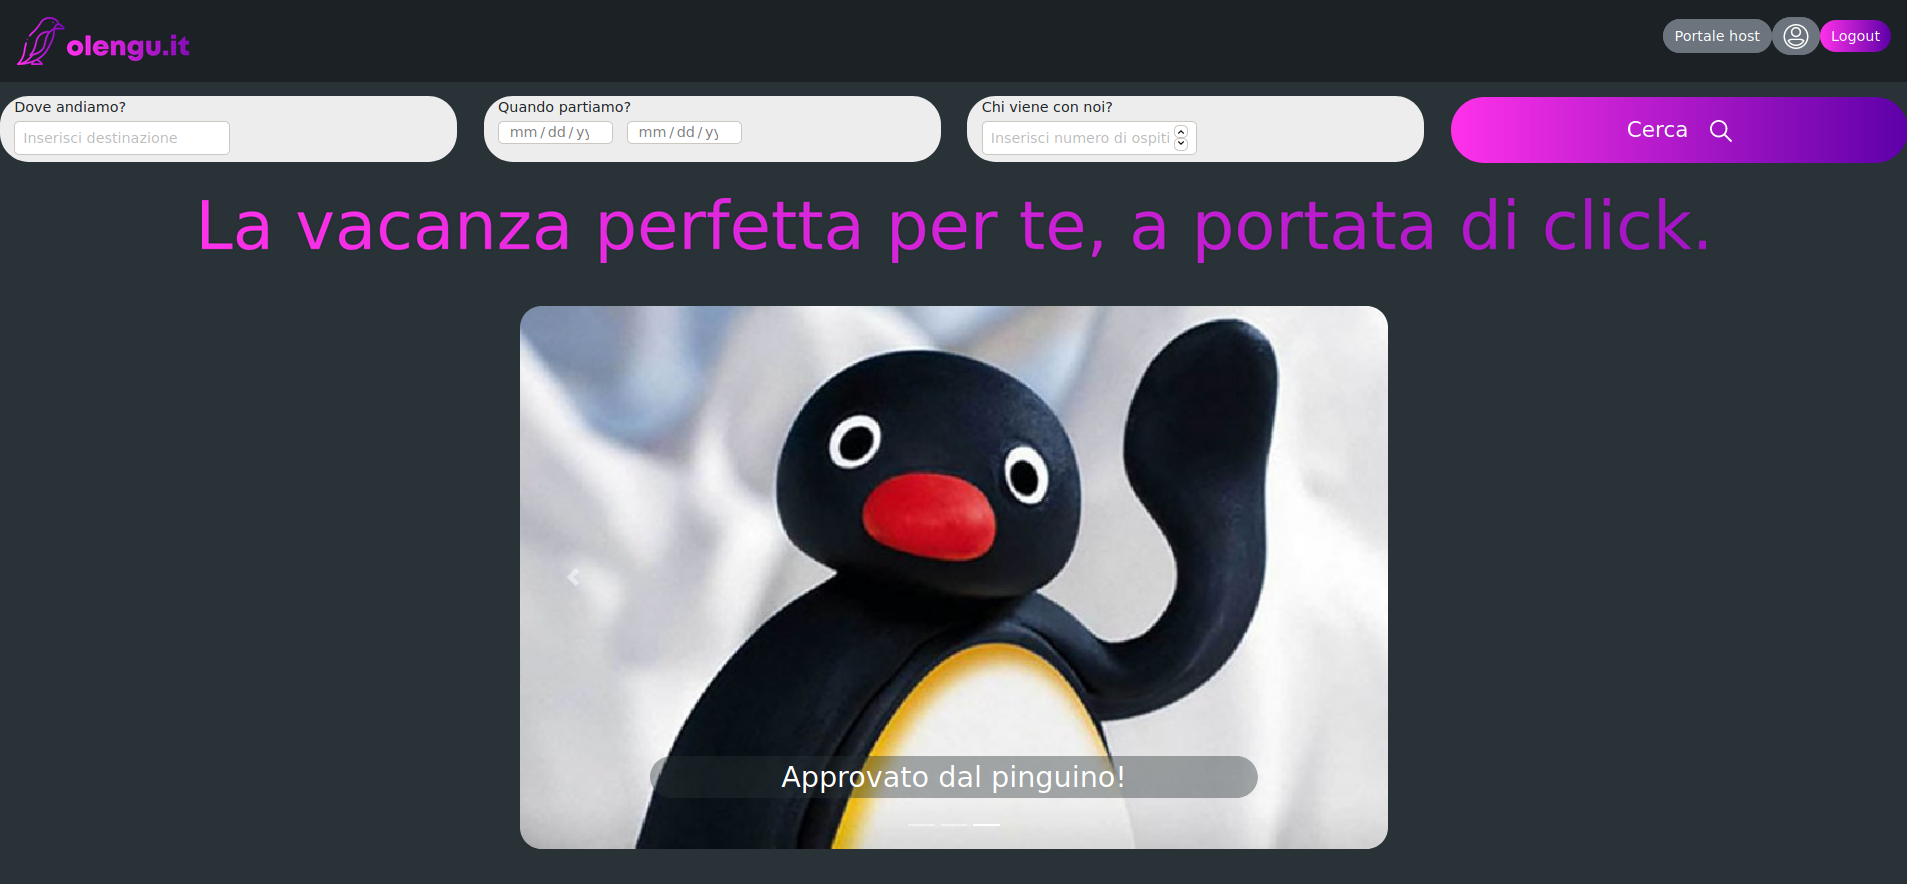 olengu.it
Portale host
Logout
Dove andiamo?
Inserisci destinazione
Quando partiamo?
mm/dd/yy
mm/dd/yy
Chi viene con noi?
Inserisci numero di ospiti
Cerca
La vacanza perfetta per te, a portata di click.
Approvato dal pinguino!